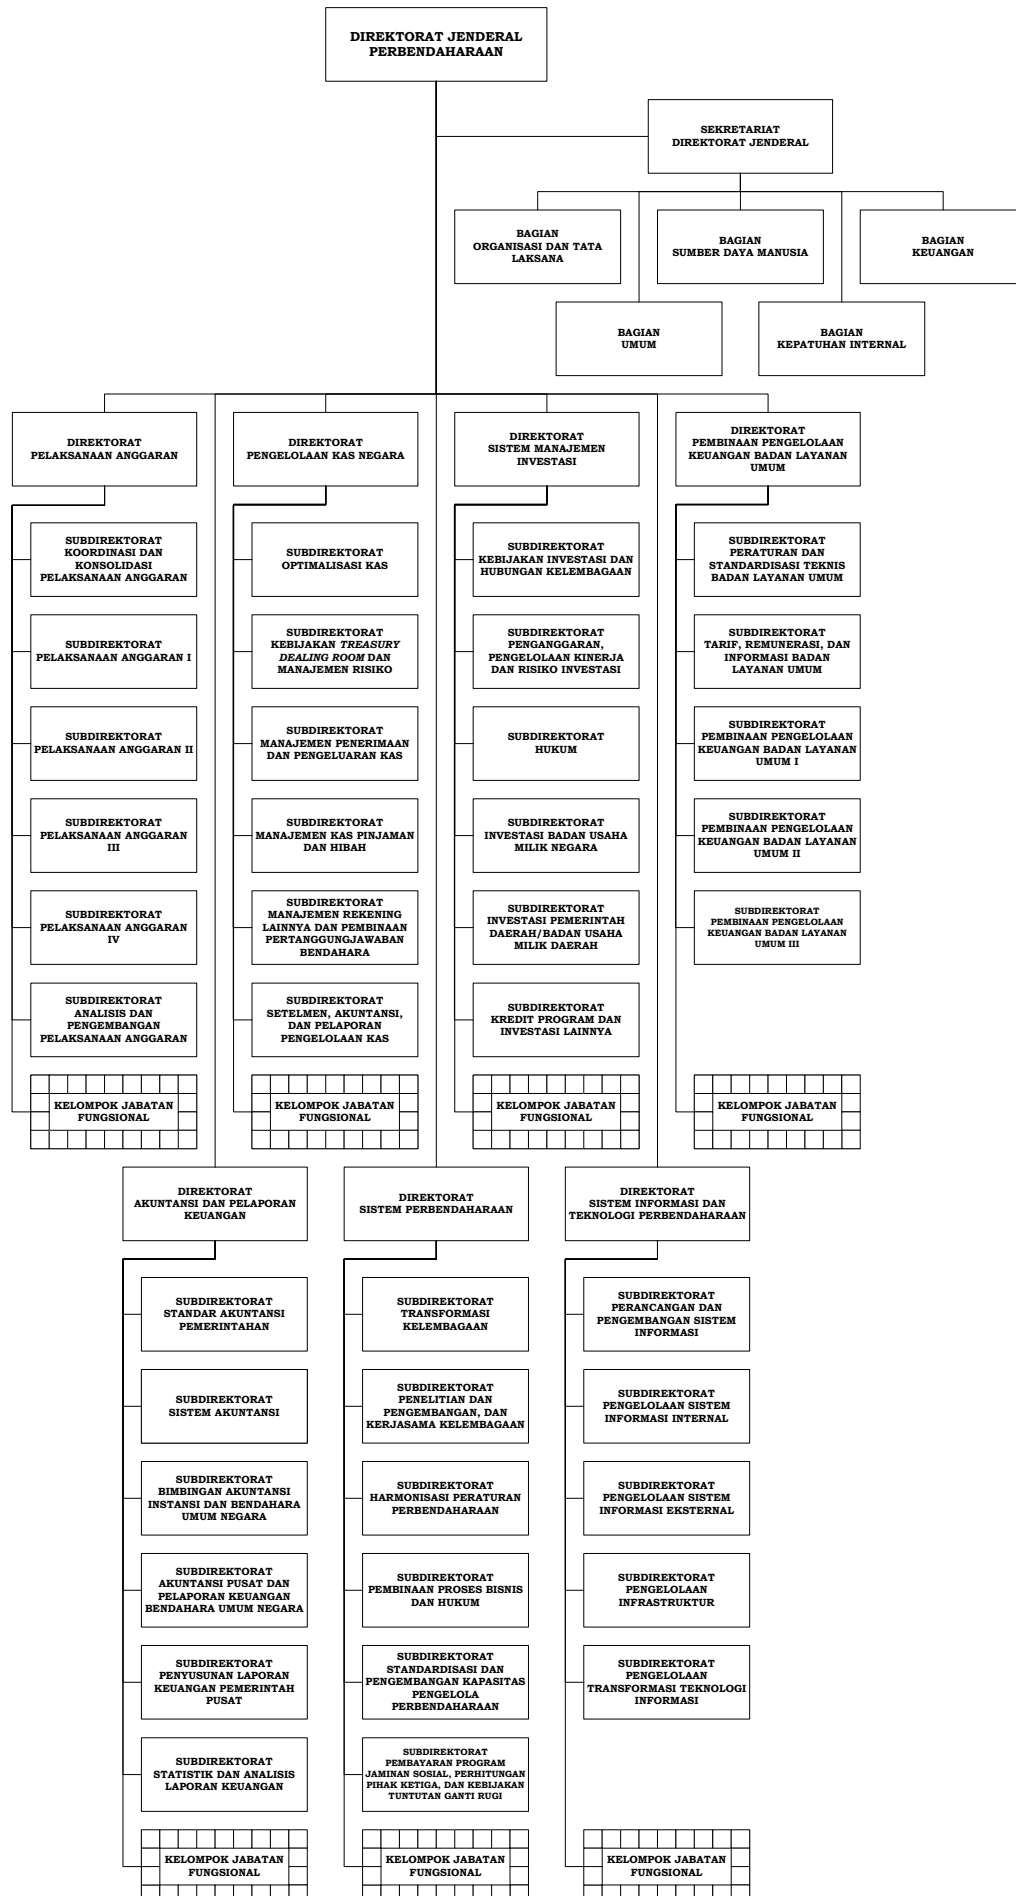 DIREKTORAT JENDERAL
PERBENDAHARAAN
SEKRETARIAT
DIREKTORAT JENDERAL
BAGIAN
ORGANISASI DAN TATA
LAKSANA
BAGIAN
SUMBER DAYA MANUSIA
BAGIAN
KEUANGAN
BAGIAN
UMUM
BAGIAN
KEPATUHAN INTERNAL
DIREKTORAT
PELAKSANAAN ANGGARAN
SUBDIREKTORAT
KOORDINASI DAN
KONSOLIDASI
PELAKSANAAN ANGGARAN
SUBDIREKTORAT
PELAKSANAAN ANGGARAN I
SUBDIREKTORAT
PELAKSANAAN ANGGARAN II
SUBDIREKTORAT
PELAKSANAAN ANGGARAN
III
SUBDIREKTORAT
PELAKSANAAN ANGGARAN
IV
SUBDIREKTORAT
ANALISIS DAN
PENGEMBANGAN
PELAKSANAAN ANGGARAN
KELOMPOK JABATAN
FUNGSIONAL
DIREKTORAT
PENGELOLAAN KAS NEGARA
SUBDIREKTORAT
OPTIMALISASI KAS
SUBDIREKTORAT
KEBIJAKAN TREASURY
DEALING ROOM DAN
MANAJEMEN RISIKO
SUBDIREKTORAT
MANAJEMEN PENERIMAAN
DAN PENGELUARAN KAS
SUBDIREKTORAT
MANAJEMEN KAS PINJAMAN
DAN HIBAH
SUBDIREKTORAT
MANAJEMEN REKENING
LAINNYA DAN PEMBINAAN
PERTANGGUNGJAWABAN
BENDAHARA
SUBDIREKTORAT
SETELMEN, AKUNTANSI,
DAN PELAPORAN
PENGELOLAAN KAS
KELOMPOK JABATAN
FUNGSIONAL
DIREKTORAT
SISTEM MANAJEMEN
INVESTASI
SUBDIREKTORAT
KEBIJAKAN INVESTASI DAN
HUBUNGAN KELEMBAGAAN
SUBDIREKTORAT
PENGANGGARAN,
PENGELOLAAN KINERJA
DAN RISIKO INVESTASI
SUBDIREKTORAT
HUKUM
SUBDIREKTORAT
INVESTASI BADAN USAHA
MILIK NEGARA
SUBDIREKTORAT
INVESTASI PEMERINTAH
DAERAH/BADAN USAHA
MILIK DAERAH
SUBDIREKTORAT
KREDIT PROGRAM DAN
INVESTASI LAINNYA
KELOMPOK JABATAN
FUNGSIONAL
DIREKTORAT
PEMBINAAN PENGELOLAAN
KEUANGAN BADAN LAYANAN
UMUM
SUBDIREKTORAT
PERATURAN DAN
STANDARDISASI TEKNIS
BADAN LAYANAN UMUM
SUBDIREKTORAT
TARIF, REMUNERASI, DAN
INFORMASI BADAN
LAYANAN UMUM
SUBDIREKTORAT
PEMBINAAN PENGELOLAAN
KEUANGAN BADAN LAYANAN
UMUM I
SUBDIREKTORAT
PEMBINAAN PENGELOLAAN
KEUANGAN BADAN LAYANAN
UMUM II
SUBDIREKTORAT
PEMBINAAN PENGELOLAAN
KEUANGAN BADAN LAYANAN
UMUM III
KELOMPOK JABATAN
FUNGSIONAL
DIREKTORAT
AKUNTANSI DAN PELAPORAN
KEUANGAN
SUBDIREKTORAT
STANDAR AKUNTANSI
PEMERINTAHAN
SUBDIREKTORAT
SISTEM AKUNTANSI
SUBDIREKTORAT
BIMBINGAN AKUNTANSI
INSTANSI DAN BENDAHARA
UMUM NEGARA
SUBDIREKTORAT
AKUNTANSI PUSAT DAN
PELAPORAN KEUANGAN
BENDAHARA UMUM NEGARA
SUBDIREKTORAT
PENYUSUNAN LAPORAN
KEUANGAN PEMERINTAH
PUSAT
SUBDIREKTORAT
STATISTIK DAN ANALISIS
LAPORAN KEUANGAN
KELOMPOK JABATAN
FUNGSIONAL
DIREKTORAT
SISTEM PERBENDAHARAAN
SUBDIREKTORAT
TRANSFORMASI
KELEMBAGAAN
SUBDIREKTORAT
PENELITIAN DAN
PENGEMBANGAN, DAN
KERJASAMA KELEMBAGAAN
SUBDIREKTORAT
HARMONISASI PERATURAN
PERBENDAHARAAN
SUBDIREKTORAT
PEMBINAAN PROSES BISNIS
DAN HUKUM
SUBDIREKTORAT
STANDARDISASI DAN
PENGEMBANGAN KAPASITAS
PENGELOLA
PERBENDAHARAAN
SUBDIREKTORAT
PEMBAYARAN PROGRAM
JAMINAN SOSIAL, PERHITUNGAN
PIHAK KETIGA, DAN KEBIJAKAN
TUNTUTAN GANTI RUGI
KELOMPOK JABATAN
FUNGSIONAL
DIREKTORAT
SISTEM INFORMASI DAN
TEKNOLOGI PERBENDAHARAAN
SUBDIREKTORAT
PERANCANGAN DAN
PENGEMBANGAN SISTEM
INFORMASI
SUBDIREKTORAT
PENGELOLAAN SISTEM
INFORMASI INTERNAL
SUBDIREKTORAT
PENGELOLAAN SISTEM
INFORMASI EKSTERNAL
SUBDIREKTORAT
PENGELOLAAN
INFRASTRUKTUR
SUBDIREKTORAT
PENGELOLAAN
TRANSFORMASI TEKNOLOGI
INFORMASI
KELOMPOK JABATAN
FUNGSIONAL